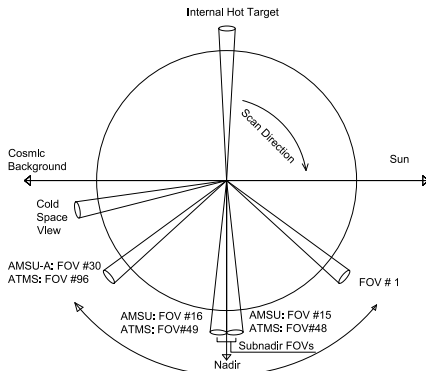 Internal Hot Target
Scan Direction
Cosmic
Background
Sun
Cold
Space
View
AMSU-A: FOV #30
ATMS: FOV #96
FOV # 1
AMSU: FOV #16
ATMS: FOV#49
AMSU: FOV #15
ATMS: FOV#48
Subnadir FOVs
Nadir